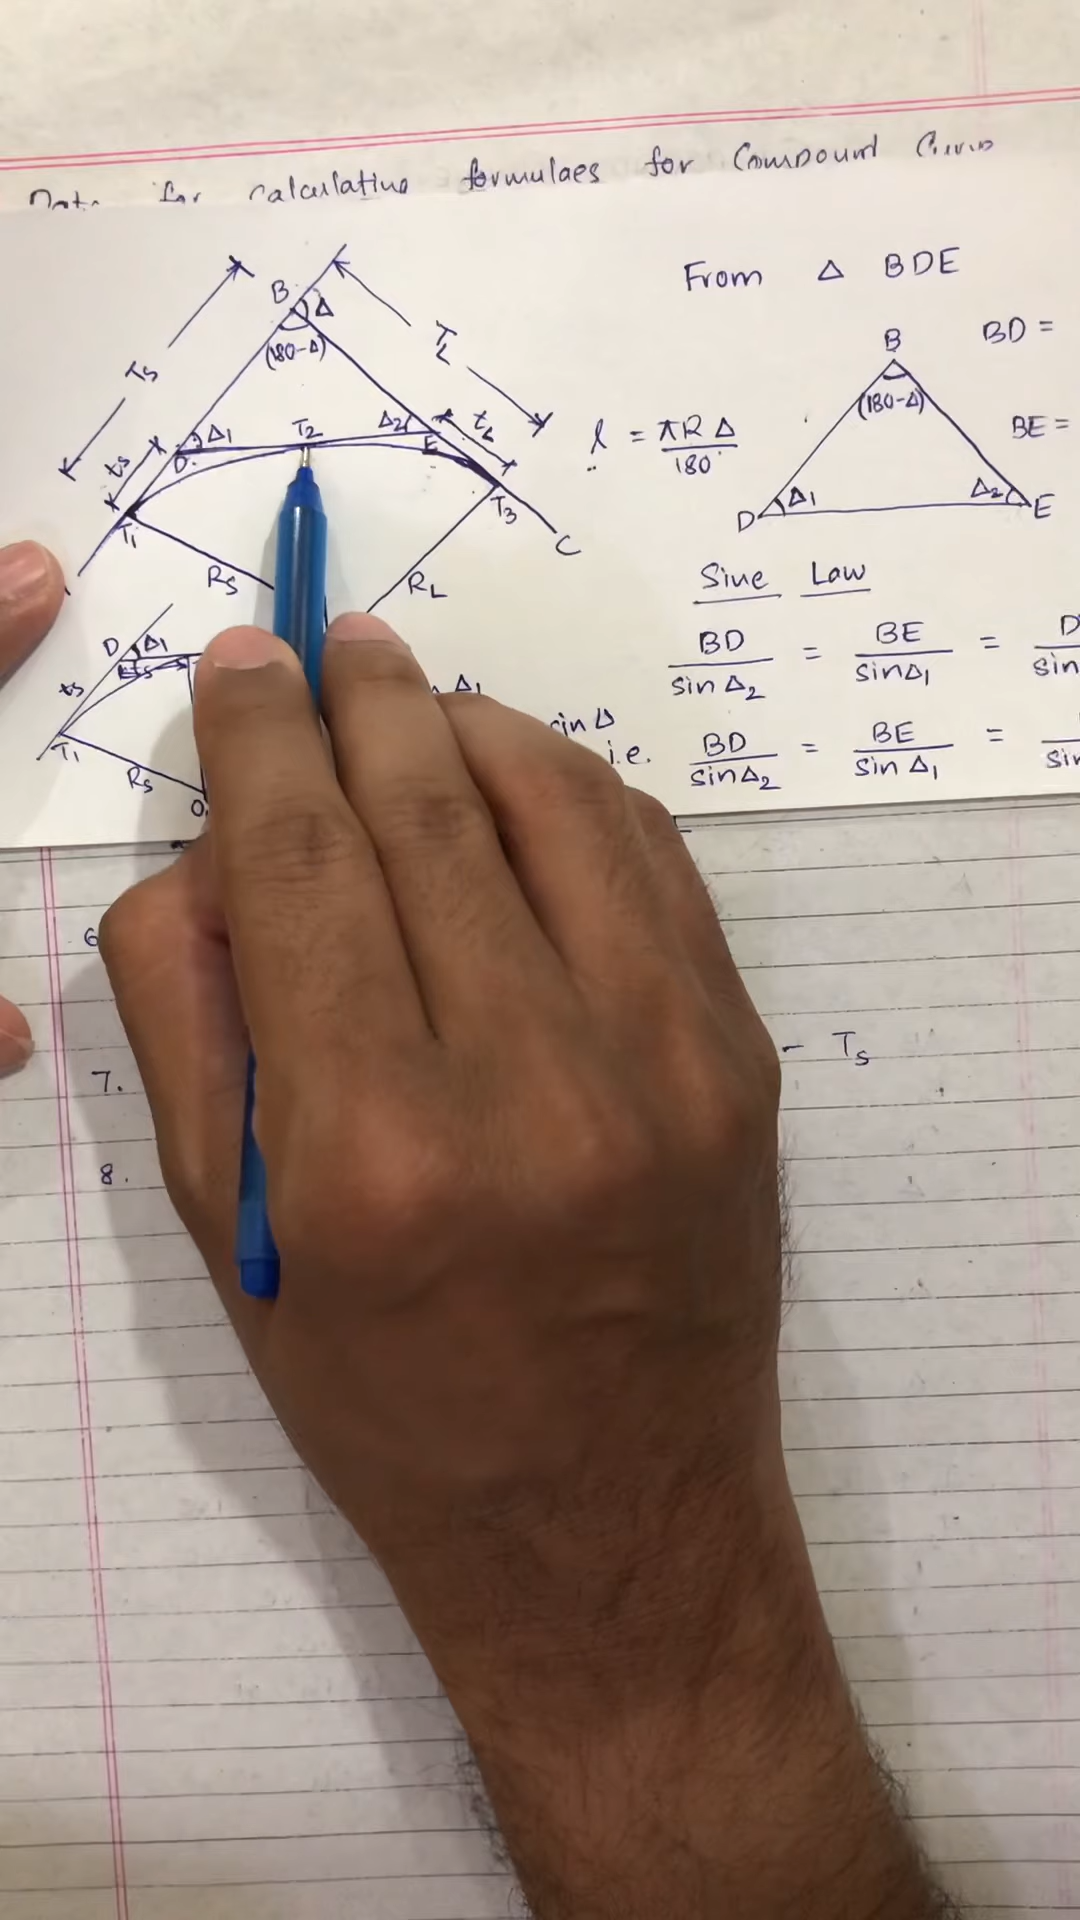 for calculating formulaes for Compound
B
Δ
(180-Δ)
Ts
TL
D
Δ1
T2
Δ2
E
ts
tL
T1
T3
C
Rs
RL
l = πRΔ / 180
From Δ BDE
BD =
BE =
B
(180-Δ)
D Δ1 Δ2 E
Sine Law
BD / sin Δ2 = BE / sin Δ1 =
i.e. BD / sin Δ2 = BE / sin Δ1 =
sin Δ
Δ1
D Δ1
ts
T1
Rs
6
7. - Ts
8.